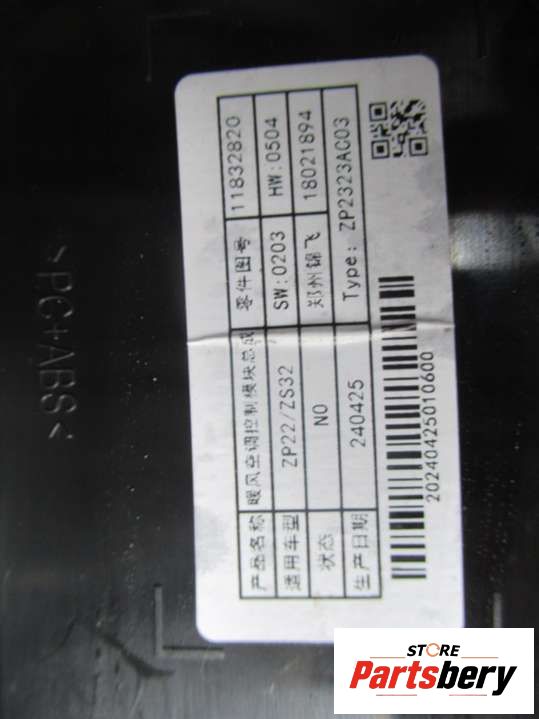 >PC+ABS<
产品名称 暖风空调控制模块总成 零件图号 11832820
适用车型 ZP22/ZS32 SW:0203 HW:0504
状态 NO 郑州锦飞 18021894
生产日期 240425 Type: ZP2323AC03
20240425010600
STORE
Partsbery